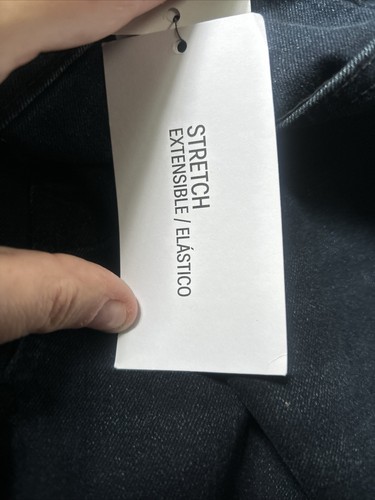 STRETCH
EXTENSIBLE / ELÁSTICO